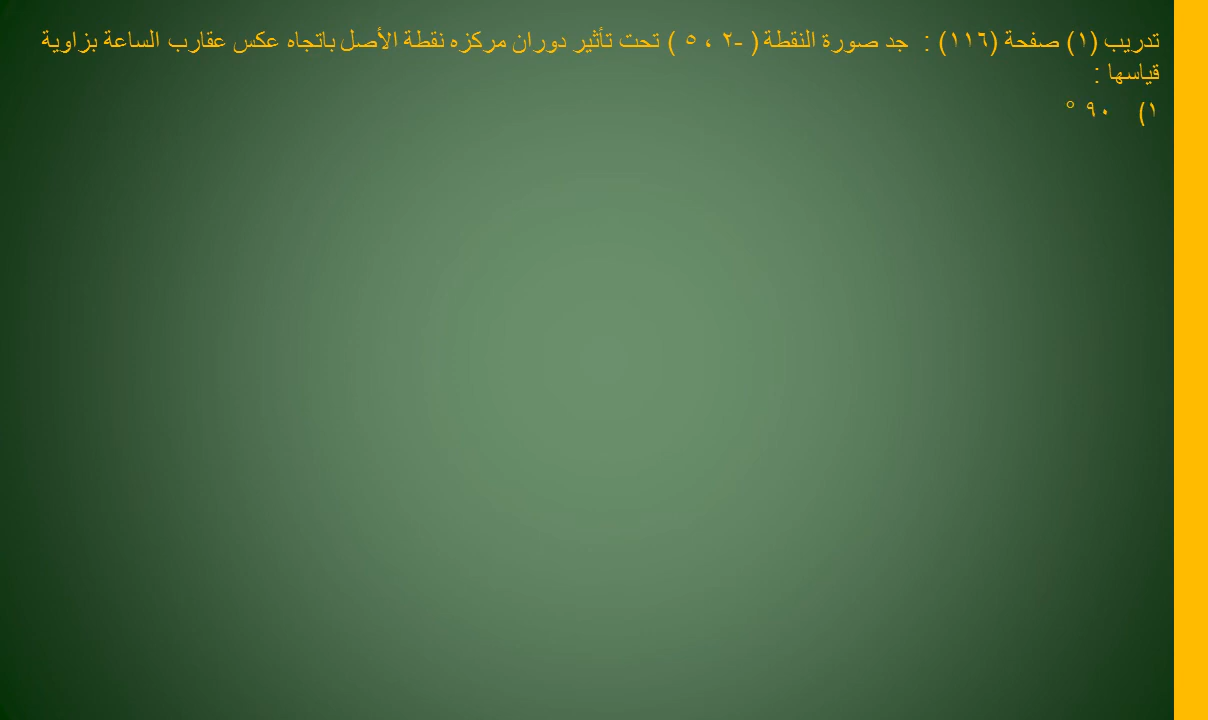 تدريب (١) صفحة (١١٦) : جد صورة النقطة ( -٢ ، ٥ ) تحت تأثير دوران مركزه نقطة الأصل باتجاه عكس عقارب الساعة بزاوية
قياسها :
١) ٩٠ °